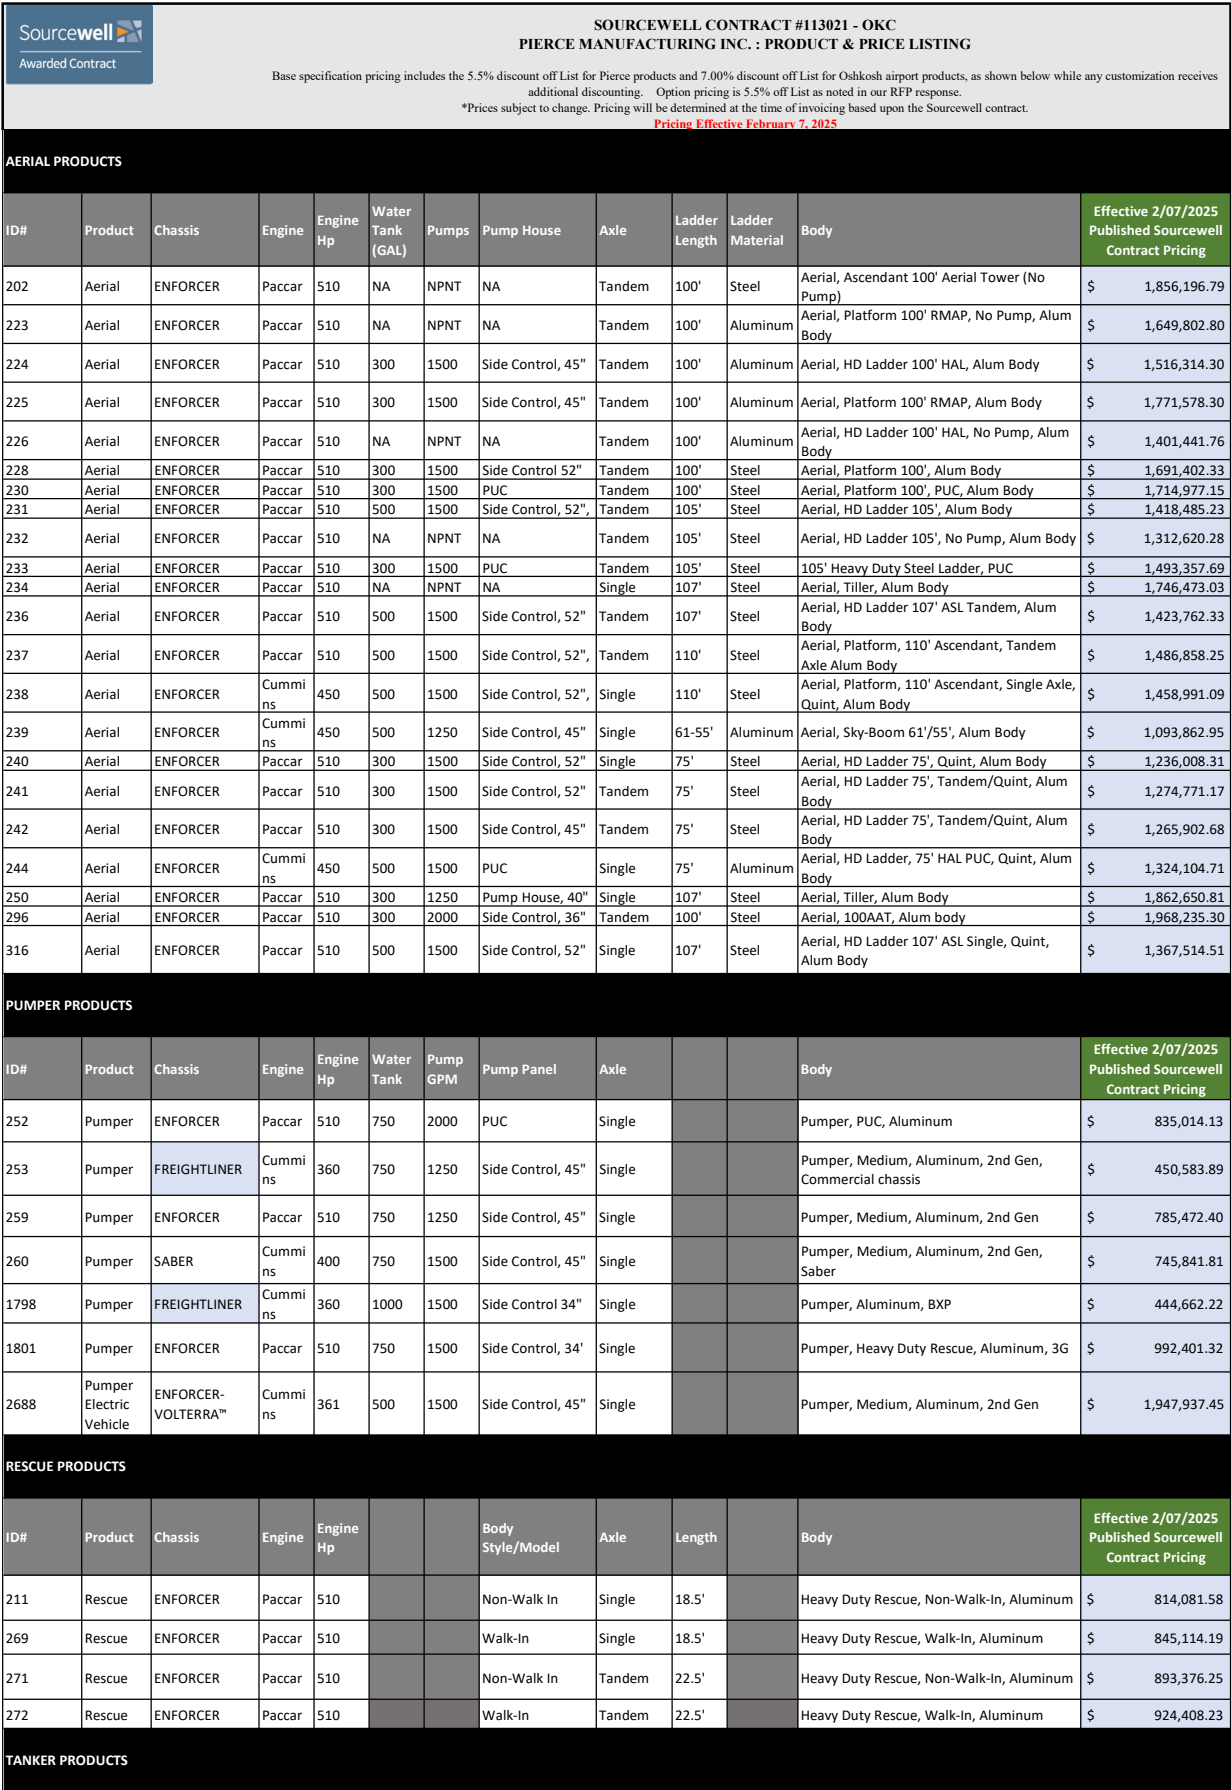 Sourcewell
Awarded Contract
SOURCEWELL CONTRACT #113021 - OKC
PIERCE MANUFACTURING INC. : PRODUCT & PRICE LISTING
Base specification pricing includes the 5.5% discount off List for Pierce products and 7.00% discount off List for Oshkosh airport products, as shown below while any customization receives
additional discounting. Option pricing is 5.5% off List as noted in our RFP response.
*Prices subject to change. Pricing will be determined at the time of invoicing based upon the Sourcewell contract.
Pricing Effective February 7, 2025
AERIAL PRODUCTS
ID# Product Chassis Engine Engine Hp Water Tank (GAL) Pumps Pump House Axle Ladder Length Ladder Material Body Effective 2/07/2025 Published Sourcewell Contract Pricing
202 Aerial ENFORCER Paccar 510 NA NPNT NA Tandem 100' Steel Aerial, Ascendant 100' Aerial Tower (No Pump) $ 1,856,196.79
223 Aerial ENFORCER Paccar 510 NA NPNT NA Tandem 100' Aluminum Aerial, Platform 100' RMAP, No Pump, Alum Body $ 1,649,802.80
224 Aerial ENFORCER Paccar 510 300 1500 Side Control, 45" Tandem 100' Aluminum Aerial, HD Ladder 100' HAL, Alum Body $ 1,516,314.30
225 Aerial ENFORCER Paccar 510 300 1500 Side Control, 45" Tandem 100' Aluminum Aerial, Platform 100' RMAP, Alum Body $ 1,771,578.30
226 Aerial ENFORCER Paccar 510 NA NPNT NA Tandem 100' Aluminum Aerial, HD Ladder 100' HAL, No Pump, Alum Body $ 1,401,441.76
228 Aerial ENFORCER Paccar 510 300 1500 Side Control 52" Tandem 100' Steel Aerial, Platform 100', Alum Body $ 1,691,402.33
230 Aerial ENFORCER Paccar 510 300 1500 PUC Tandem 100' Steel Aerial, Platform 100', PUC, Alum Body $ 1,714,977.15
231 Aerial ENFORCER Paccar 510 500 1500 Side Control, 52", Tandem 105' Steel Aerial, HD Ladder 105', Alum Body $ 1,418,485.23
232 Aerial ENFORCER Paccar 510 NA NPNT NA Tandem 105' Steel Aerial, HD Ladder 105', No Pump, Alum Body $ 1,312,620.28
233 Aerial ENFORCER Paccar 510 300 1500 PUC Tandem 105' Steel 105' Heavy Duty Steel Ladder, PUC $ 1,493,357.69
234 Aerial ENFORCER Paccar 510 NA NPNT NA Single 107' Steel Aerial, Tiller, Alum Body $ 1,746,473.03
236 Aerial ENFORCER Paccar 510 500 1500 Side Control, 52" Tandem 107' Steel Aerial, HD Ladder 107' ASL Tandem, Alum Body $ 1,423,762.33
237 Aerial ENFORCER Paccar 510 500 1500 Side Control, 52", Tandem 110' Steel Aerial, Platform, 110' Ascendant, Tandem Axle Alum Body $ 1,486,858.25
238 Aerial ENFORCER Cummins 450 500 1500 Side Control, 52", Single 110' Steel Aerial, Platform, 110' Ascendant, Single Axle, Quint, Alum Body $ 1,458,991.09
239 Aerial ENFORCER Cummins 450 500 1250 Side Control, 45" Single 61-55' Aluminum Aerial, Sky-Boom 61'/55', Alum Body $ 1,093,862.95
240 Aerial ENFORCER Paccar 510 300 1500 Side Control, 52" Single 75' Steel Aerial, HD Ladder 75', Quint, Alum Body $ 1,236,008.31
241 Aerial ENFORCER Paccar 510 300 1500 Side Control, 52" Tandem 75' Steel Aerial, HD Ladder 75', Tandem/Quint, Alum Body $ 1,274,771.17
242 Aerial ENFORCER Paccar 510 300 1500 Side Control, 45" Tandem 75' Steel Aerial, HD Ladder 75', Tandem/Quint, Alum Body $ 1,265,902.68
244 Aerial ENFORCER Cummins 450 500 1500 PUC Single 75' Aluminum Aerial, HD Ladder, 75' HAL PUC, Quint, Alum Body $ 1,324,104.71
250 Aerial ENFORCER Paccar 510 300 1250 Pump House, 40" Single 107' Steel Aerial, Tiller, Alum Body $ 1,862,650.81
296 Aerial ENFORCER Paccar 510 300 2000 Side Control, 36" Tandem 100' Steel Aerial, 100AAT, Alum body $ 1,968,235.30
316 Aerial ENFORCER Paccar 510 500 1500 Side Control, 52" Single 107' Steel Aerial, HD Ladder 107' ASL Single, Quint, Alum Body $ 1,367,514.51
PUMPER PRODUCTS
ID# Product Chassis Engine Engine Hp Water Tank Pump GPM Pump Panel Axle Body Effective 2/07/2025 Published Sourcewell Contract Pricing
252 Pumper ENFORCER Paccar 510 750 2000 PUC Single Pumper, PUC, Aluminum $ 835,014.13
253 Pumper FREIGHTLINER Cummins 360 750 1250 Side Control, 45" Single Pumper, Medium, Aluminum, 2nd Gen, Commercial chassis $ 450,583.89
259 Pumper ENFORCER Paccar 510 750 1250 Side Control, 45" Single Pumper, Medium, Aluminum, 2nd Gen $ 785,472.40
260 Pumper SABER Cummins 400 750 1500 Side Control, 45" Single Pumper, Medium, Aluminum, 2nd Gen, Saber $ 745,841.81
1798 Pumper FREIGHTLINER Cummins 360 1000 1500 Side Control 34" Single Pumper, Aluminum, BXP $ 444,662.22
1801 Pumper ENFORCER Paccar 510 750 1500 Side Control, 34' Single Pumper, Heavy Duty Rescue, Aluminum, 3G $ 992,401.32
2688 Pumper Electric Vehicle ENFORCER-VOLTERRA™ Cummins 361 500 1500 Side Control, 45" Single Pumper, Medium, Aluminum, 2nd Gen $ 1,947,937.45
RESCUE PRODUCTS
ID# Product Chassis Engine Engine Hp Body Style/Model Axle Length Body Effective 2/07/2025 Published Sourcewell Contract Pricing
211 Rescue ENFORCER Paccar 510 Non-Walk In Single 18.5' Heavy Duty Rescue, Non-Walk-In, Aluminum $ 814,081.58
269 Rescue ENFORCER Paccar 510 Walk-In Single 18.5' Heavy Duty Rescue, Walk-In, Aluminum $ 845,114.19
271 Rescue ENFORCER Paccar 510 Non-Walk In Tandem 22.5' Heavy Duty Rescue, Non-Walk-In, Aluminum $ 893,376.25
272 Rescue ENFORCER Paccar 510 Walk-In Tandem 22.5' Heavy Duty Rescue, Walk-In, Aluminum $ 924,408.23
TANKER PRODUCTS